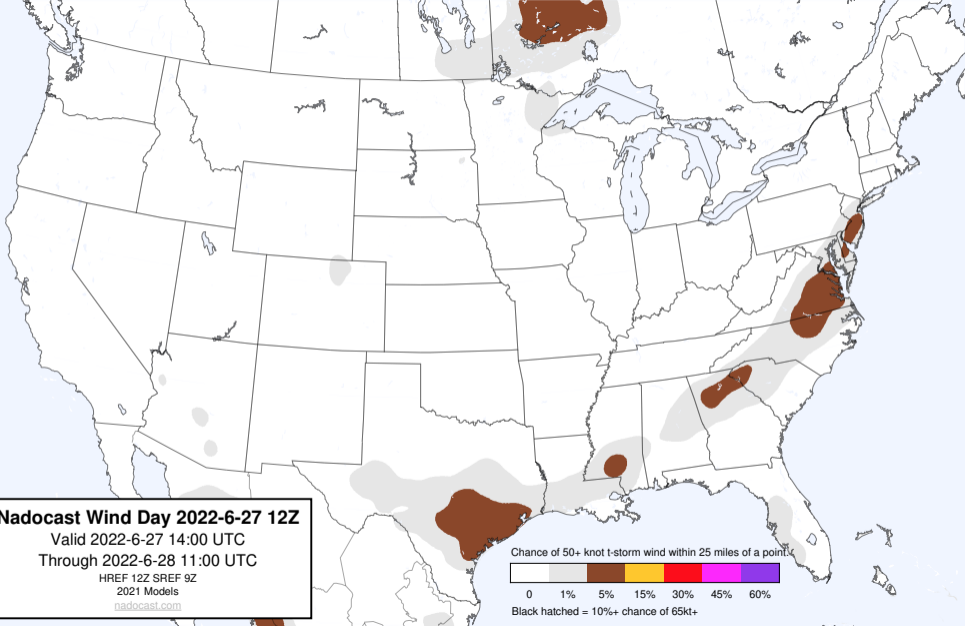 Nadocast Wind Day 2022-6-27 12Z
Valid 2022-6-27 14:00 UTC
Through 2022-6-28 11:00 UTC
HREF 12Z SREF 9Z
2021 Models
nadocast.com
Chance of 50+ knot t-storm wind within 25 miles of a point.
0 1% 5% 15% 30% 45% 60%
Black hatched = 10%+ chance of 65kt+